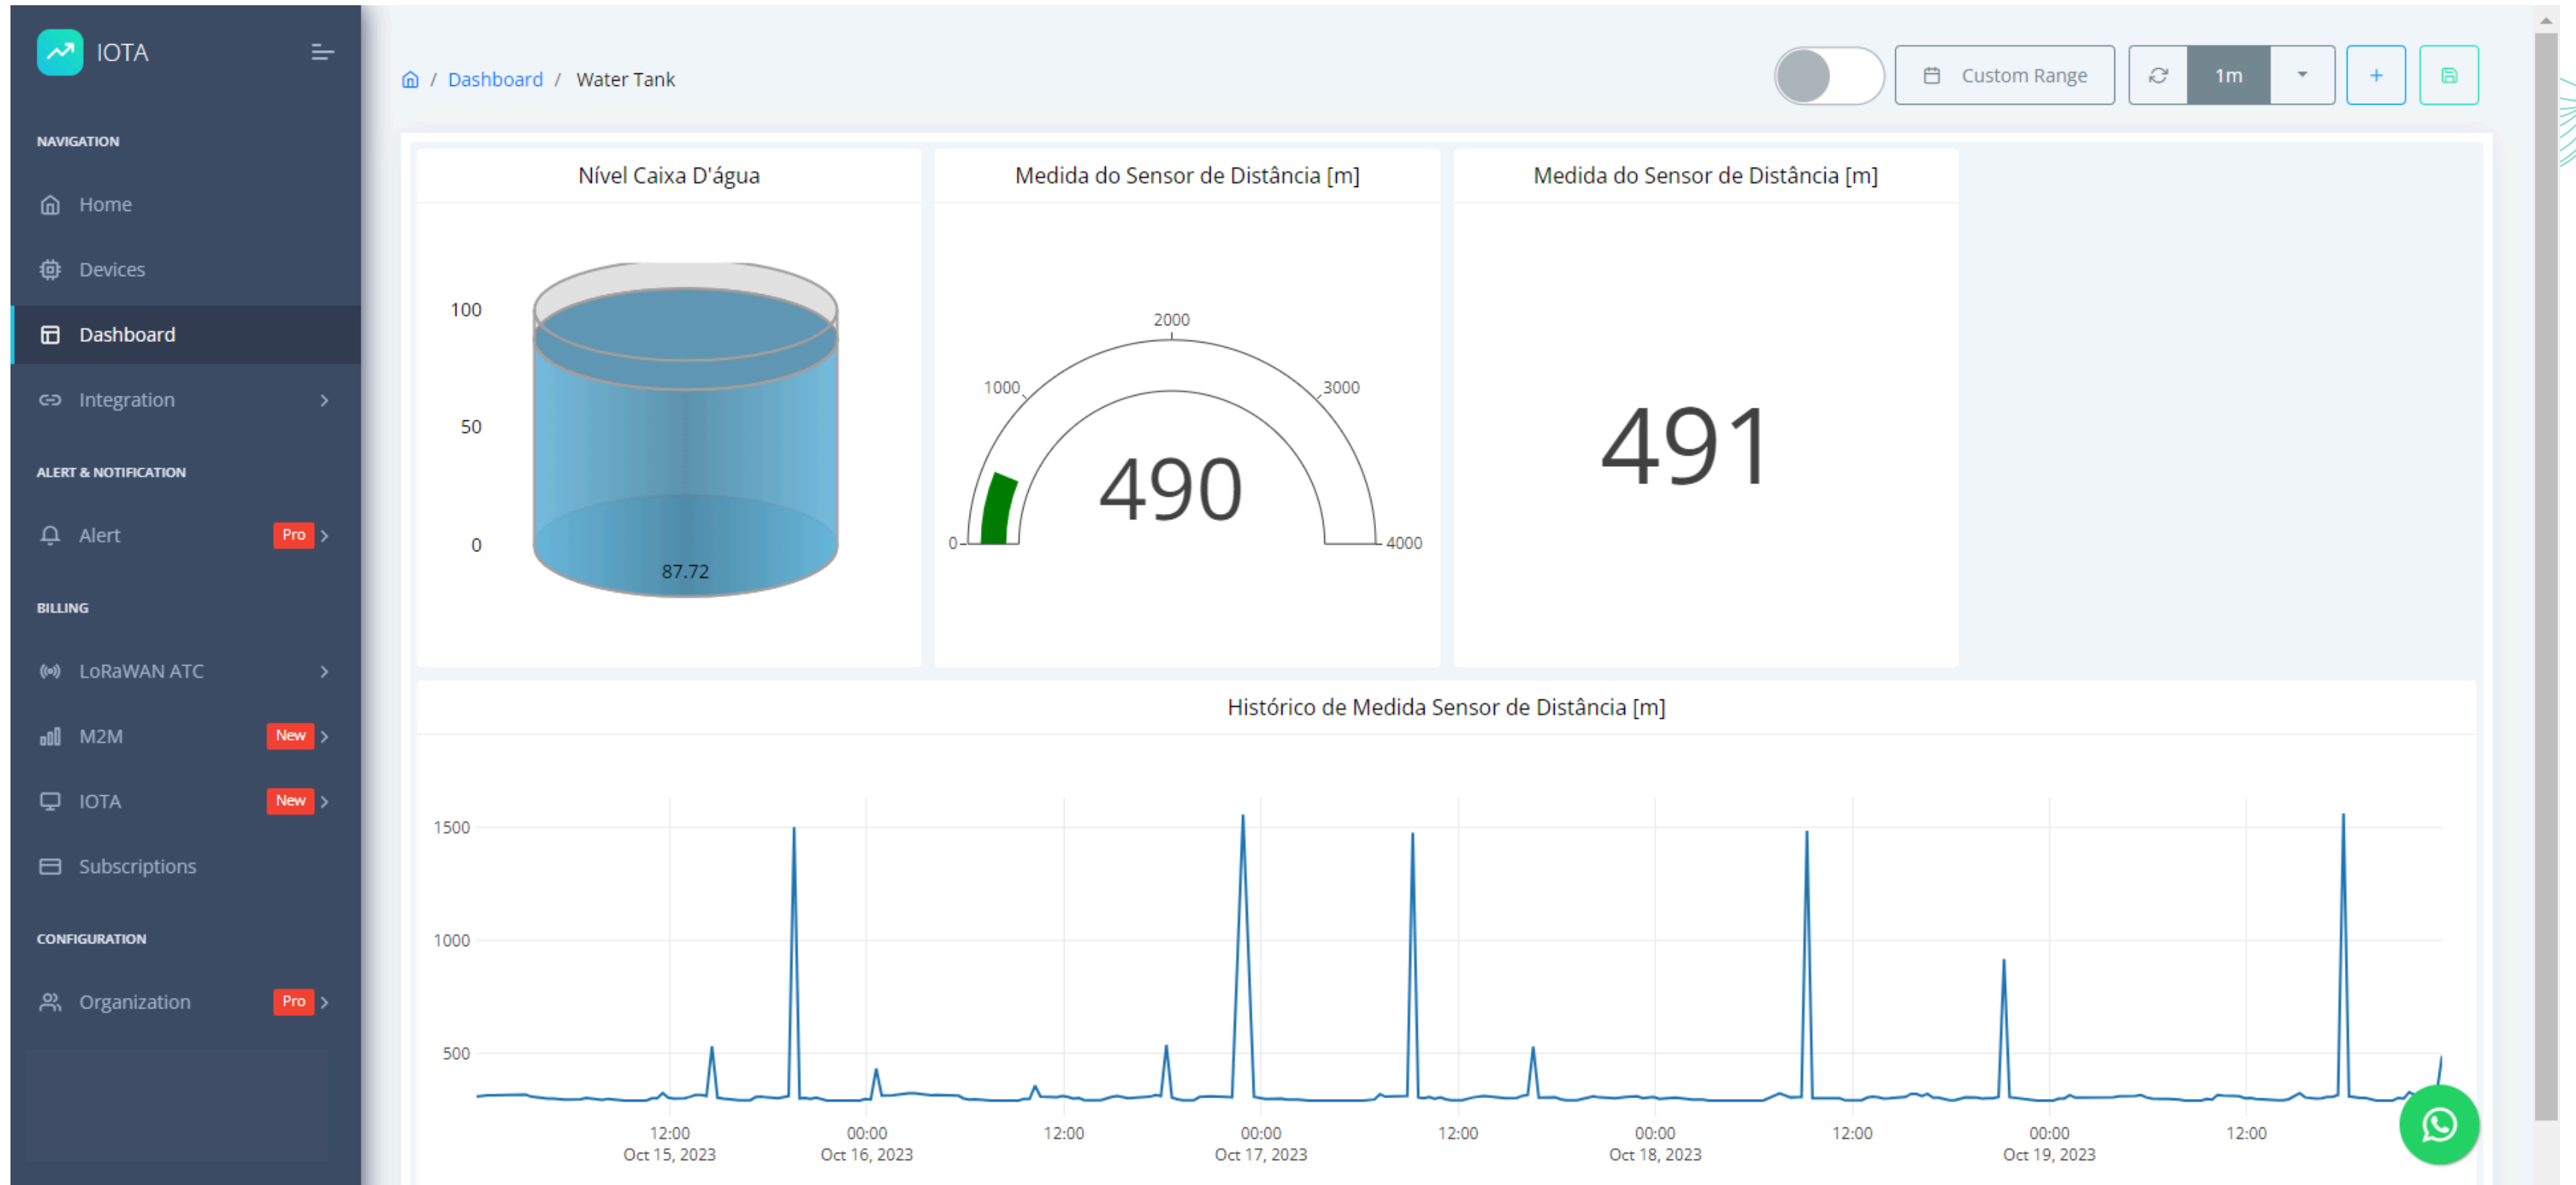 IOTA
NAVIGATION
Home
Devices
Dashboard
Integration
ALERT & NOTIFICATION
Alert Pro
BILLING
LoRaWAN ATC
M2M New
IOTA New
Subscriptions
CONFIGURATION
Organization Pro
/ Dashboard / Water Tank
Custom Range 1m +
Nível Caixa D'água
100
50
0
87.72
Medida do Sensor de Distância [m]
2000
1000 3000
490
0 4000
Medida do Sensor de Distância [m]
491
Histórico de Medida Sensor de Distância [m]
1500
1000
500
12:00 00:00 12:00 00:00 12:00 00:00 12:00 00:00 12:00
Oct 15, 2023 Oct 16, 2023 Oct 17, 2023 Oct 18, 2023 Oct 19, 2023